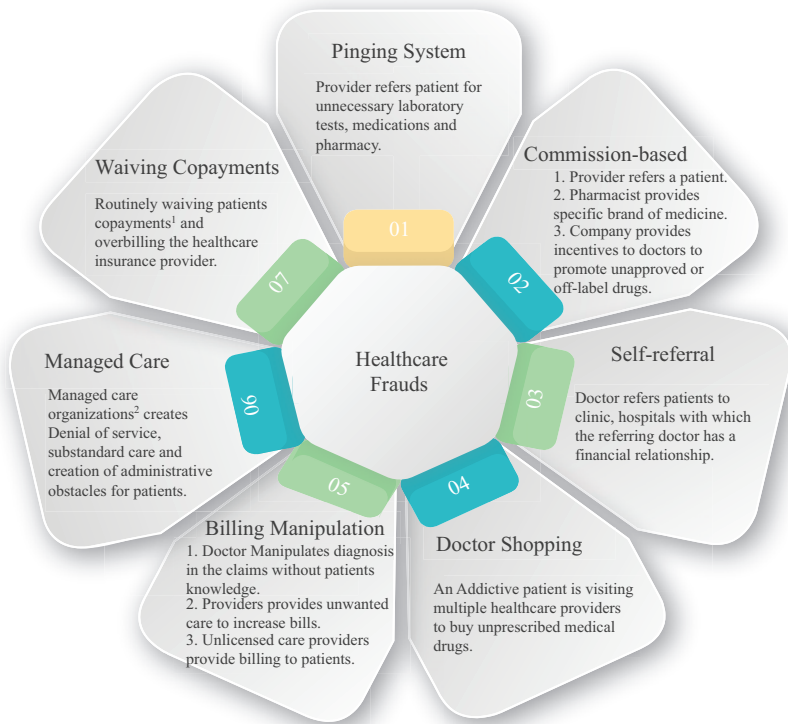 Pinging System
Provider refers patient for
unnecessary laboratory
tests, medications and
pharmacy.
01
Commission-based
1. Provider refers a patient.
2. Pharmacist provides
specific brand of medicine.
3. Company provides
incentives to doctors to
promote unapproved or
off-label drugs.
02
Self-referral
Doctor refers patients to
clinic, hospitals with which
the referring doctor has a
financial relationship.
03
Doctor Shopping
An Addictive patient is visiting
multiple healthcare providers
to buy unprescribed medical
drugs.
04
Billing Manipulation
1. Doctor Manipulates diagnosis
in the claims without patients
knowledge.
2. Providers provides unwanted
care to increase bills.
3. Unlicensed care providers
provide billing to patients.
05
Managed Care
Managed care
organizations² creates
Denial of service,
substandard care and
creation of administrative
obstacles for patients.
06
Waiving Copayments
Routinely waiving patients
copayments¹ and
overbilling the healthcare
insurance provider.
07
Healthcare
Frauds